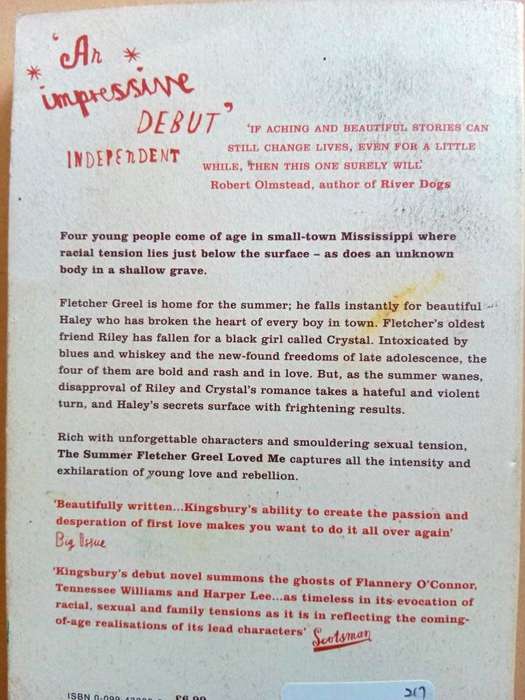 'An
impressive
DEBUT'
INDEPENDENT
'IF ACHING AND BEAUTIFUL STORIES CAN
STILL CHANGE LIVES, EVEN FOR A LITTLE
WHILE, THEN THIS ONE SURELY WILL'
Robert Olmstead, author of River Dogs
Four young people come of age in small-town Mississippi where
racial tension lies just below the surface – as does an unknown
body in a shallow grave.
Fletcher Greel is home for the summer; he falls instantly for beautiful
Haley who has broken the heart of every boy in town. Fletcher's oldest
friend Riley has fallen for a black girl called Crystal. Intoxicated by
blues and whiskey and the new-found freedoms of late adolescence, the
four of them are bold and rash and in love. But, as the summer wanes,
disapproval of Riley and Crystal's romance takes a hateful and violent
turn, and Haley's secrets surface with frightening results.
Rich with unforgettable characters and smouldering sexual tension,
The Summer Fletcher Greel Loved Me captures all the intensity and
exhilaration of young love and rebellion.
'Beautifully written...Kingsbury's ability to create the passion and
desperation of first love makes you want to do it all over again'
Big Issue
'Kingsbury's debut novel summons the ghosts of Flannery O'Connor,
Tennessee Williams and Harper Lee...as timeless in its evocation of
racial, sexual and family tensions as it is in reflecting the coming-
of-age realisations of its lead characters' Scotsman
ISBN 0-099 £6.99
217